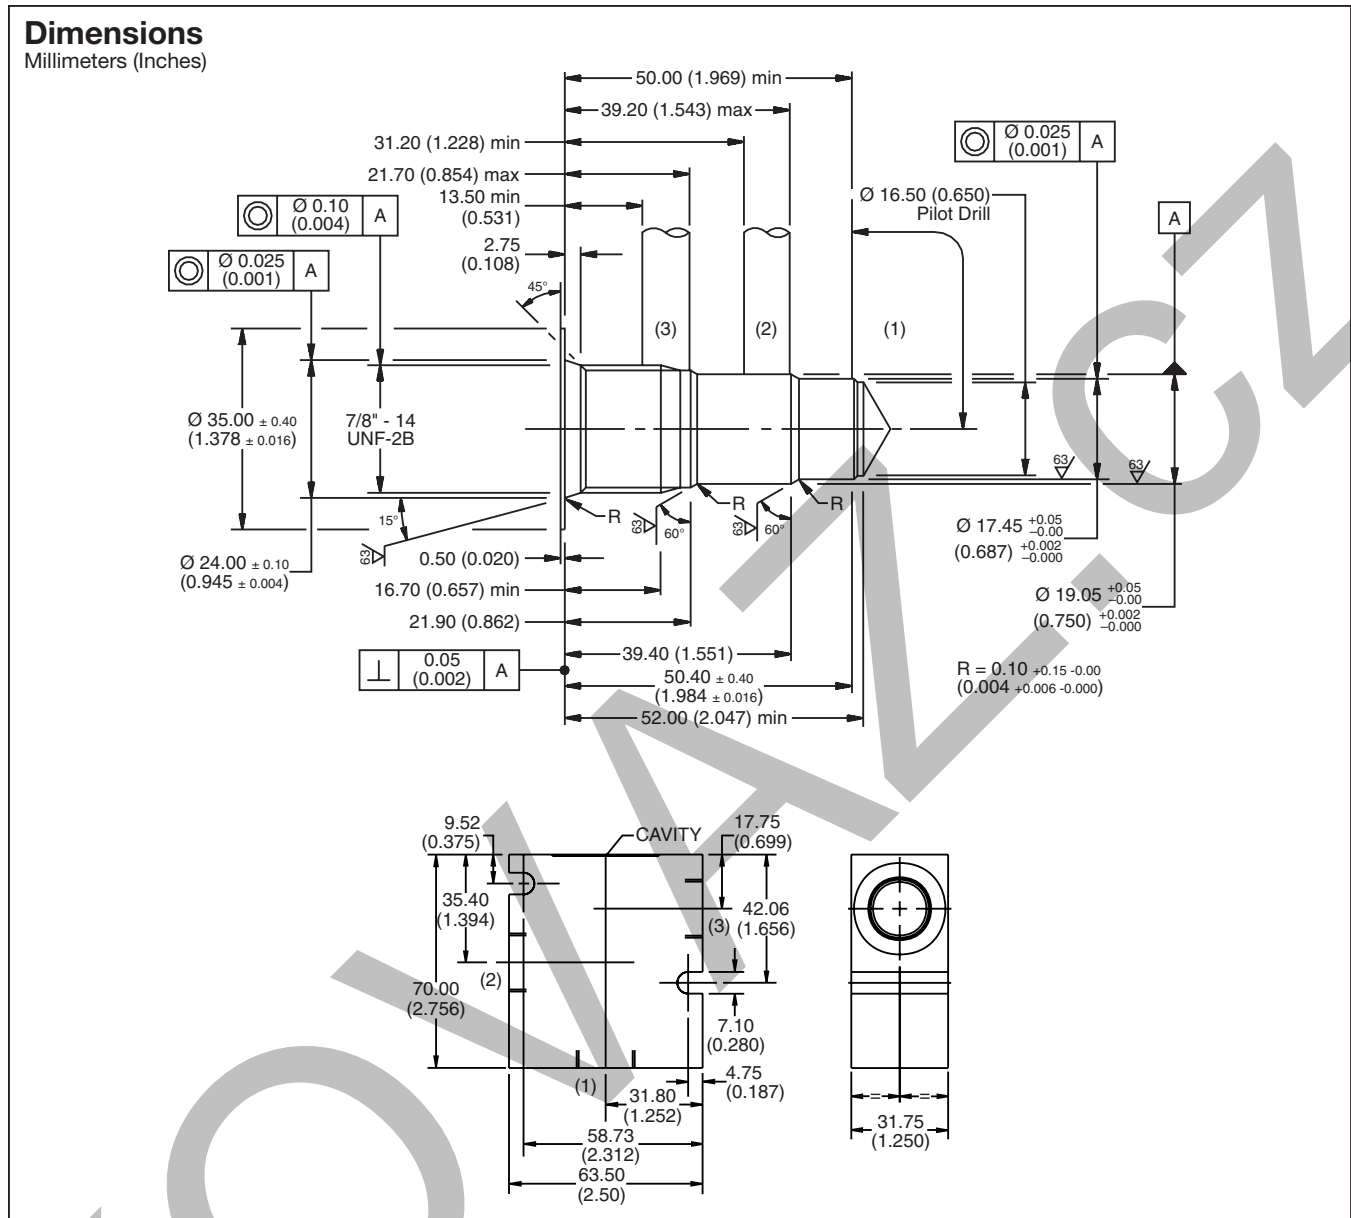 Dimensions
Millimeters (Inches)
50.00 (1.969) min
39.20 (1.543) max
31.20 (1.228) min
21.70 (0.854) max
13.50 min
(0.531)
2.75
(0.108)
45°
Ø 0.10
(0.004)
A
Ø 0.025
(0.001)
A
Ø 0.025
(0.001)
A
Ø 16.50 (0.650)
Pilot Drill
A
(3)
(2)
(1)
Ø 35.00 ± 0.40
(1.378 ± 0.016)
7/8" - 14
UNF-2B
Ø 24.00 ± 0.10
(0.945 ± 0.004)
15°
63
R
63
60°
63
60°
R
63
63
Ø 17.45 +0.05 −0.00
(0.687) +0.002 −0.000
Ø 19.05 +0.05 −0.00
(0.750) +0.002 −0.000
R = 0.10 +0.15 -0.00
(0.004 +0.006 -0.000)
0.50 (0.020)
16.70 (0.657) min
21.90 (0.862)
39.40 (1.551)
0.05
(0.002)
A
50.40 ± 0.40
(1.984 ± 0.016)
52.00 (2.047) min
9.52
(0.375)
CAVITY
17.75
(0.699)
35.40
(1.394)
(3)
42.06
(1.656)
(2)
70.00
(2.756)
7.10
(0.280)
(1)
4.75
(0.187)
31.80
(1.252)
58.73
(2.312)
63.50
(2.50)
= =
31.75
(1.250)
OVAZ.CZ